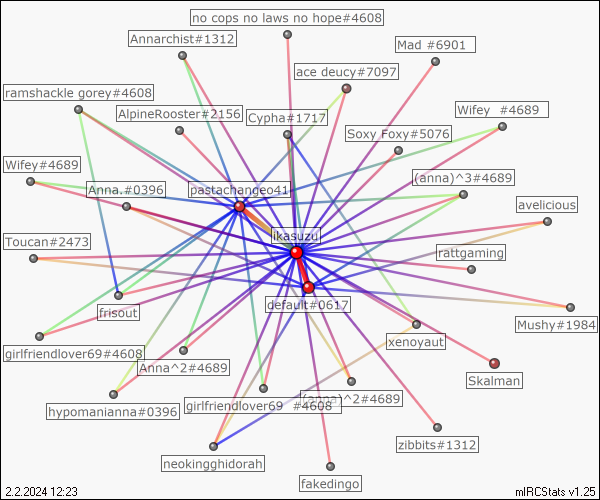 no cops no laws no hope#4608
Annarchist#1312
Mad #6901
ace deucy#7097
ramshackle gorey#4608
AlpineRooster#2156
Cypha#1717
Wifey  #4689
Soxy Foxy#5076
Wifey#4689
Anna.#0396
pastachangeo41
(anna)^3#4689
avelicious
ikasuzu
Toucan#2473
rattgaming
default#0617
frisout
Mushy#1984
xenoyaut
girlfriendlover69#4608
Anna^2#4689
Skalman
hypomanianna#0396
girlfriendlover69  #4608
(anna)^2#4689
zibbits#1312
neokingghidorah
fakedingo
2.2.2024 12:23
mIRCStats v1.25